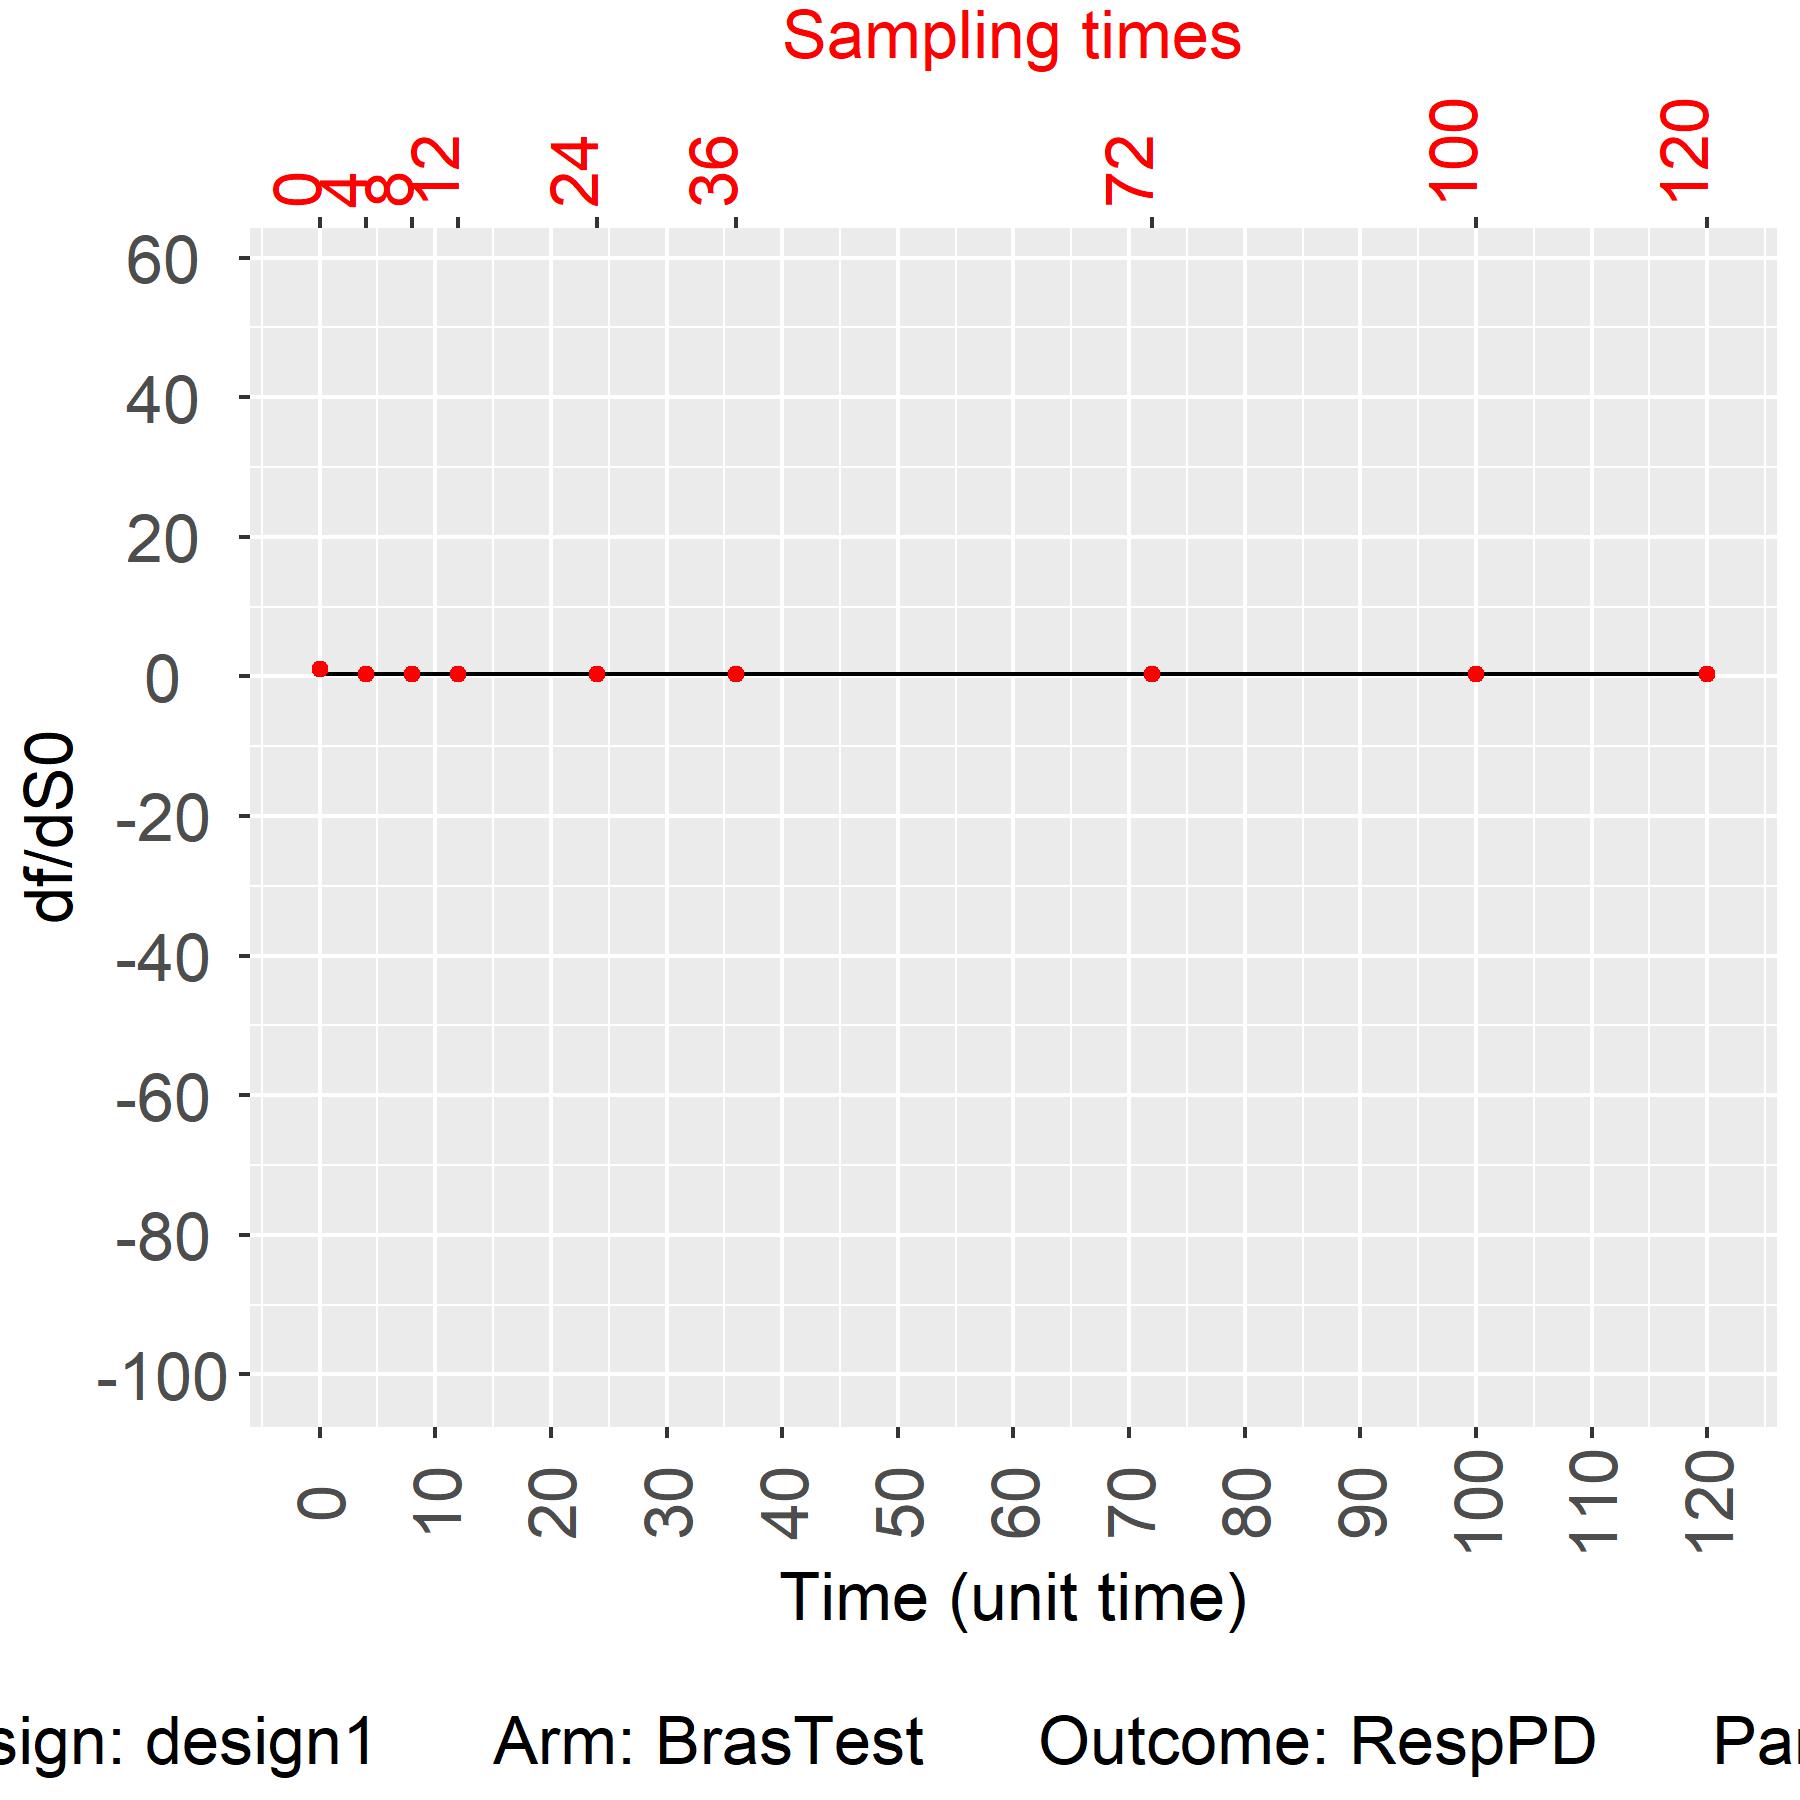 Sampling times
0 4 8 12 24 36 72 100 120
60
40
20
0
-20
-40
-60
-80
-100
df/dS0
0 10 20 30 40 50 60 70 80 90 100 110 120
Time (unit time)
sign: design1 Arm: BrasTest Outcome: RespPD Par